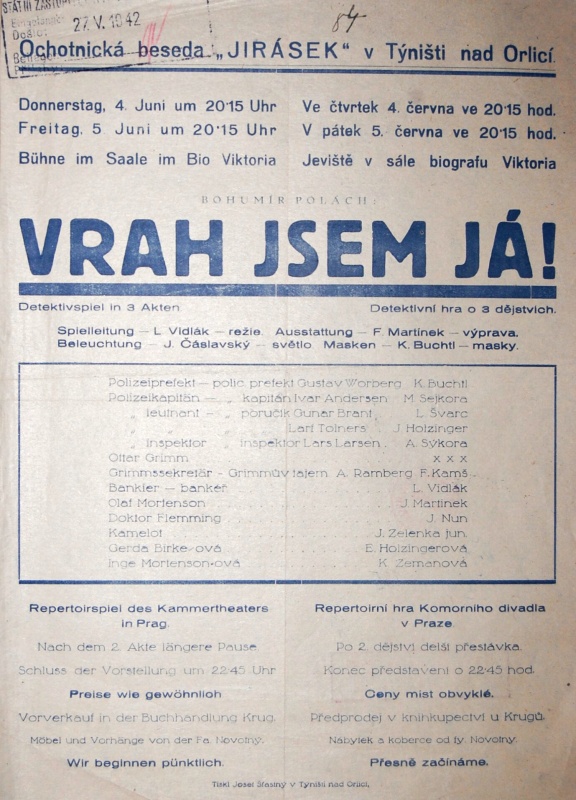 STÁTNÍ ZÁSTUP
Došlo:
27. V. 1942
84
Ochotnická beseda „JIRÁSEK“ v Týništi nad Orlicí.
Donnerstag, 4. Juni um 20·15 Uhr
Freitag, 5. Juni um 20·15 Uhr
Bühne im Saale im Bio Viktoria
Ve čtvrtek 4. června ve 20·15 hod.
V pátek 5. června ve 20·15 hod.
Jeviště v sále biografu Viktoria
BOHUMÍR POLÁCH:
VRAH JSEM JÁ!
Detektivspiel in 3 Akten
Detektivní hra o 3 dějstvích.
Spielleitung — L. Vidlák — režie. Ausstattung — F. Martinek — výprava.
Beleuchtung — J. Čáslavský — světlo. Masken — K. Buchtl — masky.
Polizeiprefekt — polic. prefekt Gustav Worberg K. Buchtl
Polizeikapitän — „ kapitán Ivar Andersen M. Sejkora
„ leutnant — „ poručík Gunar Brant L. Švarc
„ „ Larf Tolners J. Holzinger
„ inspektor „ inspektor Lars Larsen A. Sýkora
Ottar Grimm x x x
Grimmssekretär - Grimmův tajem. A. Ramberg F. Kamš
Bankier — bankéř L. Vidlák
Olaf Mortenson J. Martinek
Doktor Flemming J. Nun
Kamelot J. Zelenka jun.
Gerda Birke-ová E. Holzingerová
Inge Mortenson-ová K. Zemanová
Repertoirspiel des Kammertheaters
in Prag.
Nach dem 2. Akte längere Pause.
Schluss der Vorstellung um 22·45 Uhr
Preise wie gewöhnlich
Vorverkauf in der Buchhandlung Krug.
Möbel und Vorhänge von der Fa. Novotný.
Wir beginnen pünktlich.
Repertoirní hra Komorního divadla
v Praze.
Po 2. dějství delší přestávka.
Konec představení o 22·45 hod.
Ceny míst obvyklé.
Předprodej v knihkupectví u Krugů.
Nábytek a koberce od fy. Novotný.
Přesně začínáme.
Tiskl Josef Šťastný v Týništi nad Orlicí.